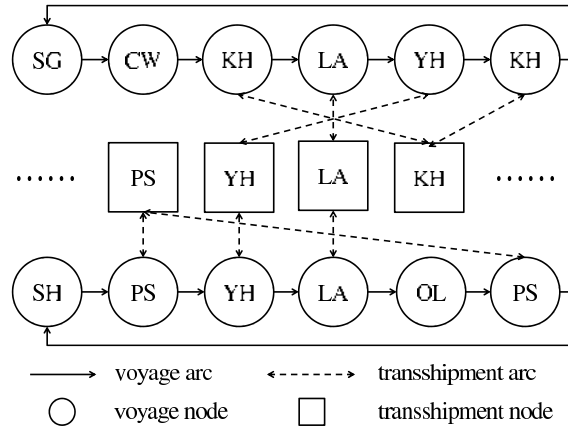 SG CW KH LA YH KH
...... PS YH LA KH ......
SH PS YH LA OL PS
voyage arc transshipment arc
voyage node transshipment node